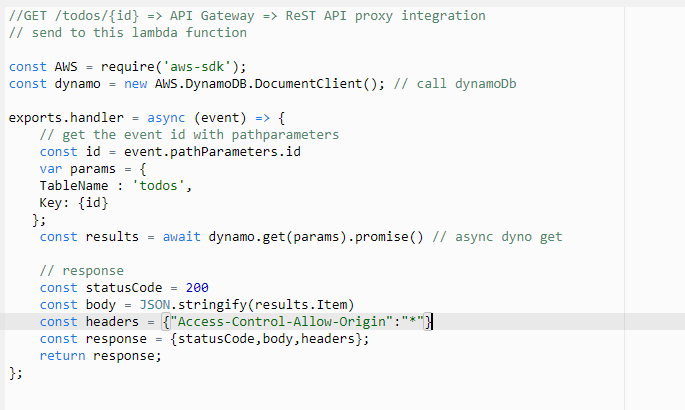 //GET /todos/{id} => API Gateway => ReST API proxy integration
// send to this lambda function
const AWS = require('aws-sdk');
const dynamo = new AWS.DynamoDB.DocumentClient(); // call dynamoDb
exports.handler = async (event) => {
// get the event id with pathparameters
const id = event.pathParameters.id
var params = {
TableName : 'todos',
Key: {id}
};
const results = await dynamo.get(params).promise() // async dyno get
// response
const statusCode = 200
const body = JSON.stringify(results.Item)
const headers = {"Access-Control-Allow-Origin":"*"}
const response = {statusCode,body,headers};
return response;
};